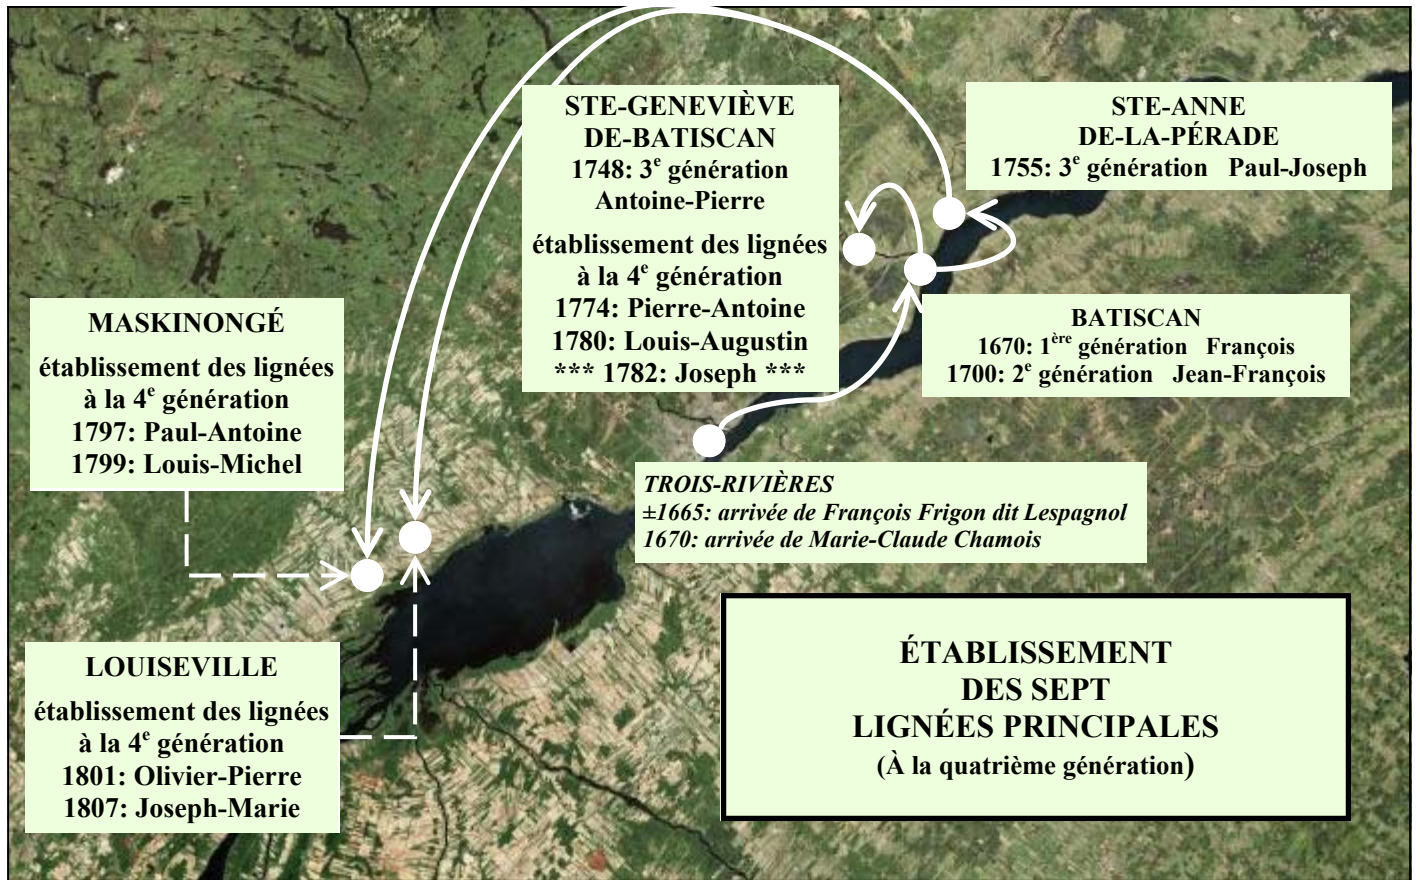 STE-GENEVIÈVE
DE-BATISCAN
1748: 3e génération
Antoine-Pierre
établissement des lignées
à la 4e génération
1774: Pierre-Antoine
1780: Louis-Augustin
*** 1782: Joseph ***
STE-ANNE
DE-LA-PÉRADE
1755: 3e génération Paul-Joseph
BATISCAN
1670: 1ère génération François
1700: 2e génération Jean-François
MASKINONGÉ
établissement des lignées
à la 4e génération
1797: Paul-Antoine
1799: Louis-Michel
TROIS-RIVIÈRES
±1665: arrivée de François Frigon dit Lespagnol
1670: arrivée de Marie-Claude Chamois
LOUISEVILLE
établissement des lignées
à la 4e génération
1801: Olivier-Pierre
1807: Joseph-Marie
ÉTABLISSEMENT
DES SEPT
LIGNÉES PRINCIPALES
(À la quatrième génération)